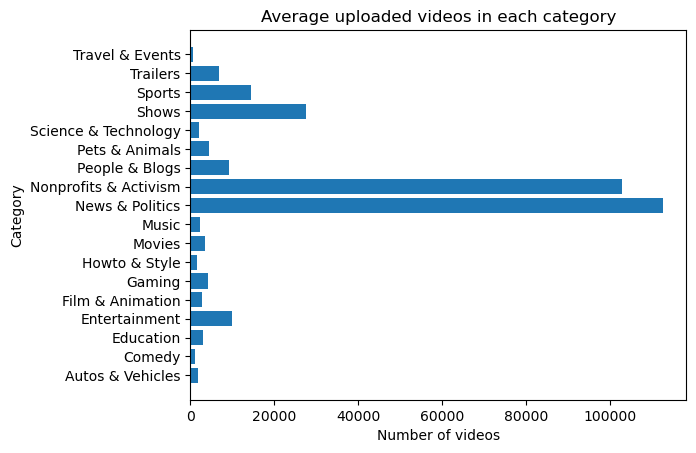 Average uploaded videos in each category
Category
Travel & Events
Trailers
Sports
Shows
Science & Technology
Pets & Animals
People & Blogs
Nonprofits & Activism
News & Politics
Music
Movies
Howto & Style
Gaming
Film & Animation
Entertainment
Education
Comedy
Autos & Vehicles
0 20000 40000 60000 80000 100000
Number of videos